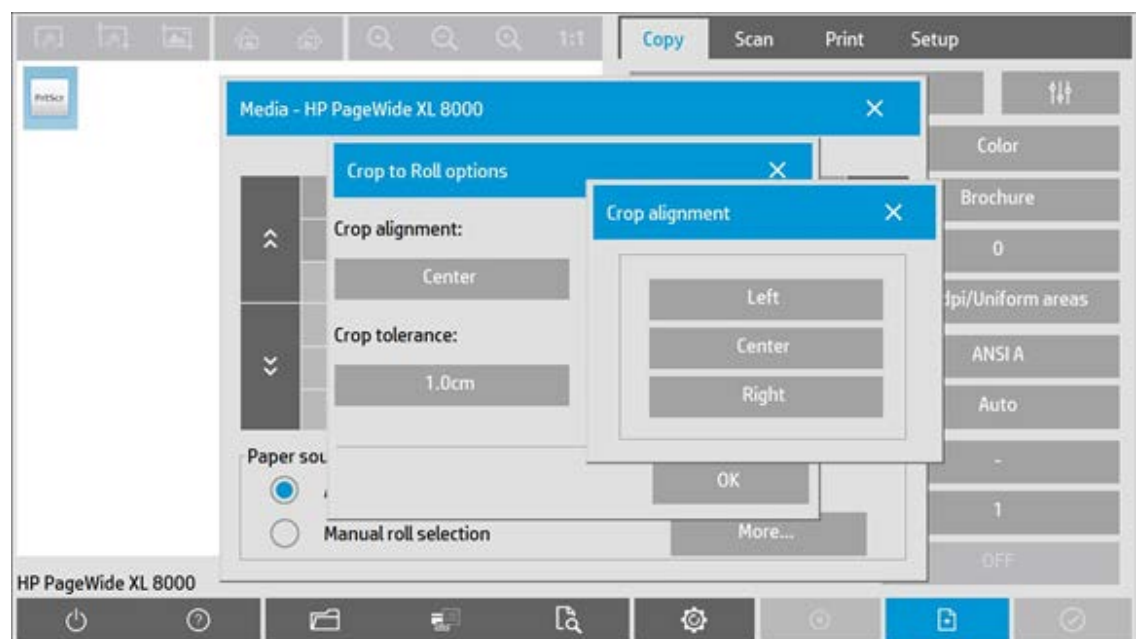 1:1
Copy
Scan
Print
Setup
PrtScr
Media - HP PageWide XL 8000
Color
Crop to Roll options
Brochure
Crop alignment
Crop alignment:
0
Center
Left
dpi/Uniform areas
Crop tolerance:
Center
ANSI A
1.0cm
Right
Auto
Paper sou
-
OK
1
Manual roll selection
More...
OFF
HP PageWide XL 8000